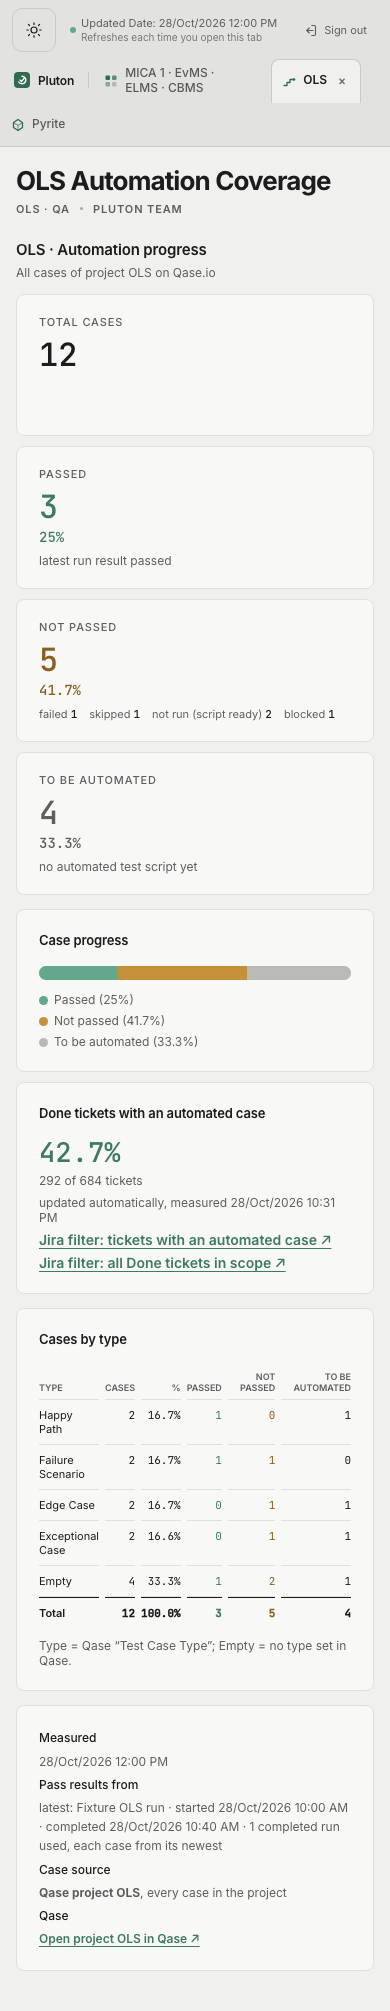 Updated Date: 28/Oct/2026 12:00 PM
Refreshes each time you open this tab
Sign out
Pluton
MICA 1 · EvMS ·
ELMS · CBMS
OLS ×
Pyrite
OLS Automation Coverage
OLS · QA • PLUTON TEAM
OLS · Automation progress
All cases of project OLS on Qase.io
TOTAL CASES
12
PASSED
3
25%
latest run result passed
NOT PASSED
5
41.7%
failed 1 skipped 1 not run (script ready) 2 blocked 1
TO BE AUTOMATED
4
33.3%
no automated test script yet
Case progress
Passed (25%)
Not passed (41.7%)
To be automated (33.3%)
Done tickets with an automated case
42.7%
292 of 684 tickets
updated automatically, measured 28/Oct/2026 10:31
PM
Jira filter: tickets with an automated case ↗
Jira filter: all Done tickets in scope ↗
Cases by type
TYPE CASES % PASSED NOT PASSED TO BE AUTOMATED
Happy Path 2 16.7% 1 0 1
Failure Scenario 2 16.7% 1 1 0
Edge Case 2 16.7% 0 1 1
Exceptional Case 2 16.6% 0 1 1
Empty 4 33.3% 1 2 1
Total 12 100.0% 3 5 4
Type = Qase “Test Case Type”; Empty = no type set in
Qase.
Measured
28/Oct/2026 12:00 PM
Pass results from
latest: Fixture OLS run · started 28/Oct/2026 10:00 AM
· completed 28/Oct/2026 10:40 AM · 1 completed run
used, each case from its newest
Case source
Qase project OLS, every case in the project
Qase
Open project OLS in Qase ↗